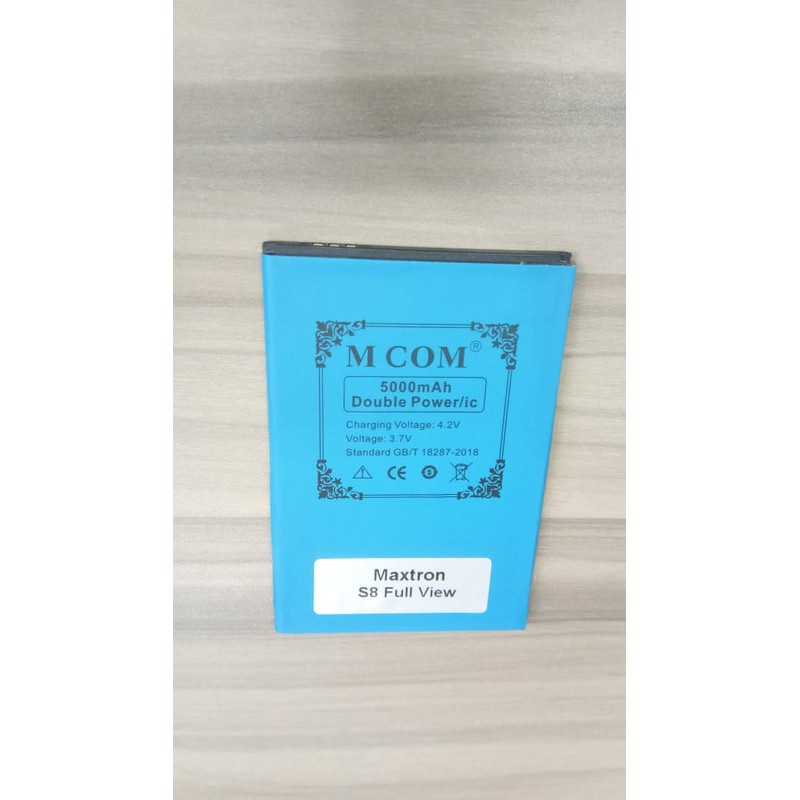 M COM®
5000mAh
Double Power/ic
Charging Voltage: 4.2V
Voltage: 3.7V
Standard GB/T 18287-2018
CE
Maxtron
S8 Full View